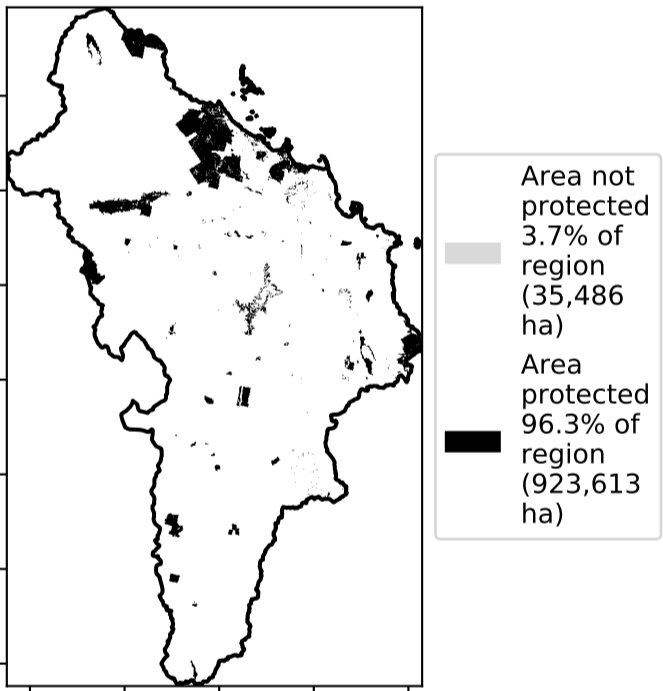 Area not
protected
3.7% of
region
(35,486
ha)
Area
protected
96.3% of
region
(923,613
ha)